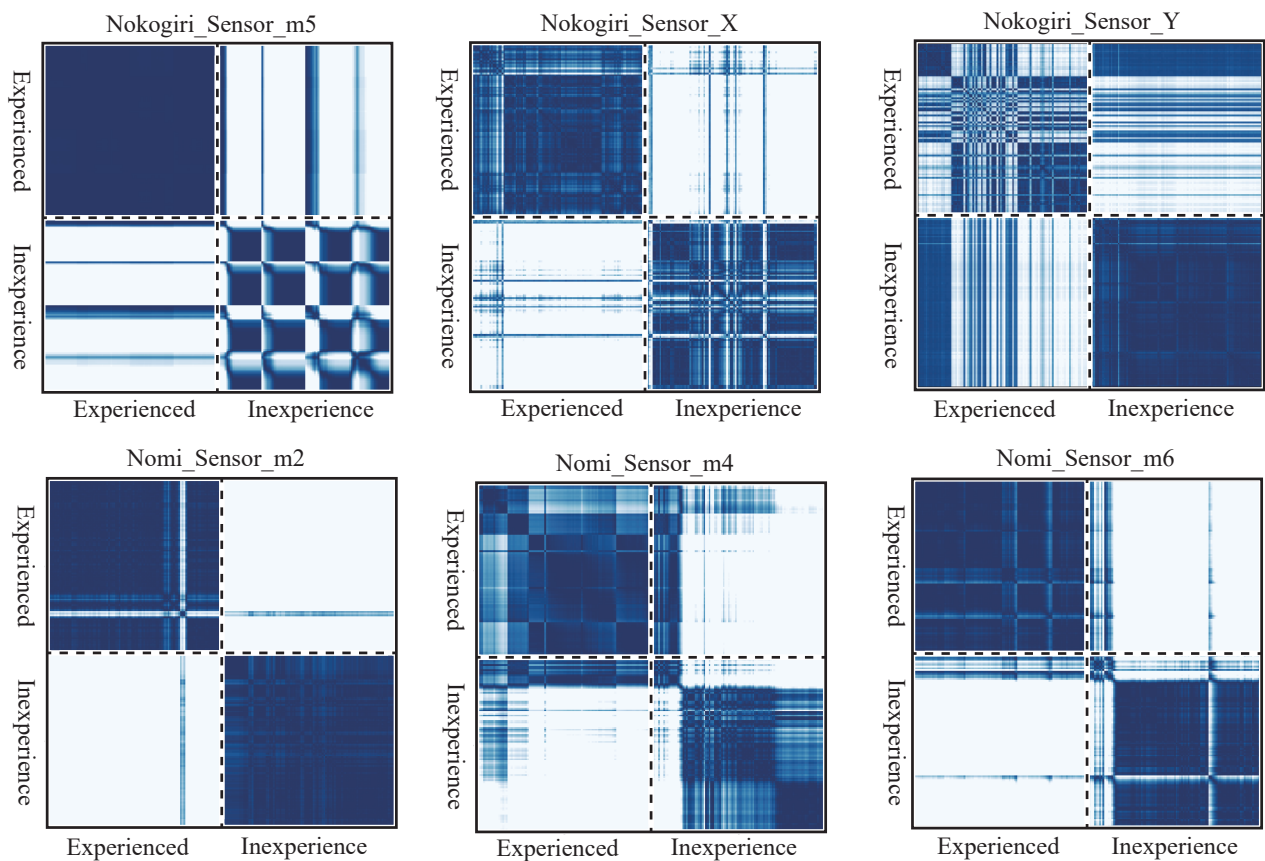 Nokogiri_Sensor_m5
Nokogiri_Sensor_X
Nokogiri_Sensor_Y
Experienced
Experienced
Experienced
Inexperience
Inexperience
Inexperience
Experienced Inexperience
Experienced Inexperience
Experienced Inexperience
Nomi_Sensor_m2
Nomi_Sensor_m4
Nomi_Sensor_m6
Experienced
Experienced
Experienced
Inexperience
Inexperience
Inexperience
Experienced Inexperience
Experienced Inexperience
Experienced Inexperience